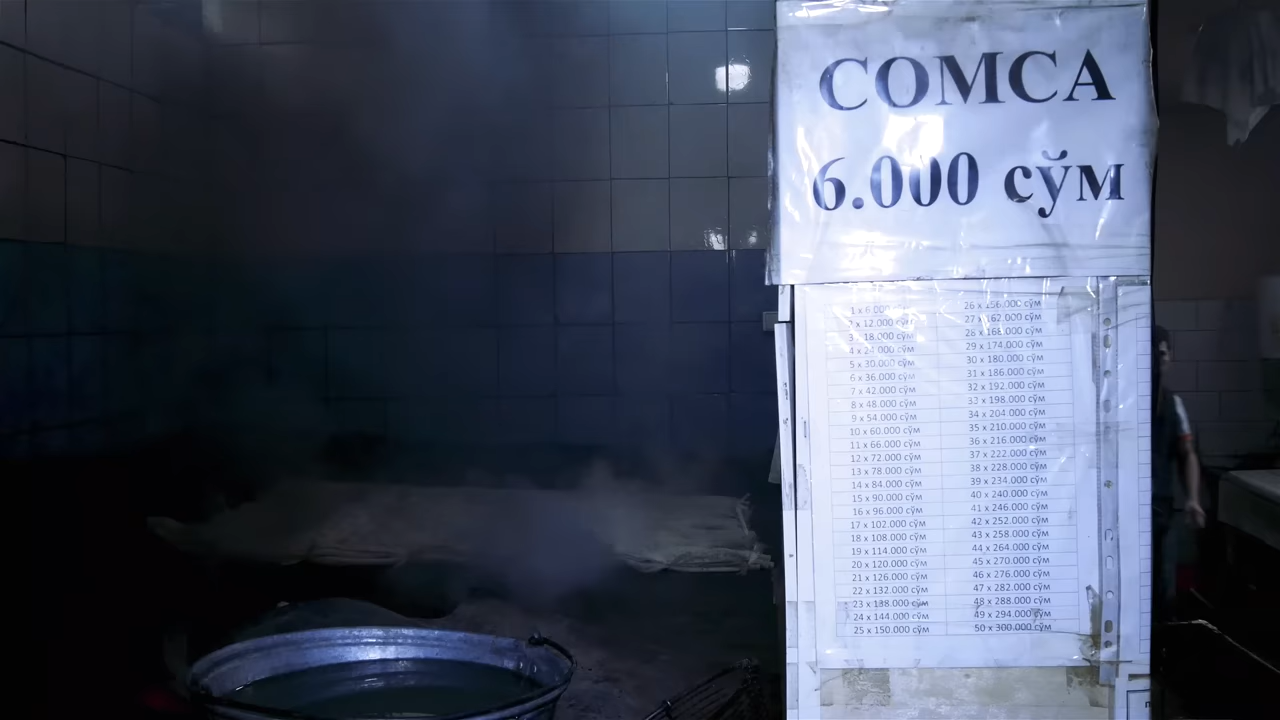 СОМСА
6.000 сўм
1 x 6.000 сўм
2 x 12.000 сўм
3 x 18.000 сўм
4 x 24.000 сўм
5 x 30.000 сўм
6 x 36.000 сўм
7 x 42.000 сўм
8 x 48.000 сўм
9 x 54.000 сўм
10 x 60.000 сўм
11 x 66.000 сўм
12 x 72.000 сўм
13 x 78.000 сўм
14 x 84.000 сўм
15 x 90.000 сўм
16 x 96.000 сўм
17 x 102.000 сўм
18 x 108.000 сўм
19 x 114.000 сўм
20 x 120.000 сўм
21 x 126.000 сўм
22 x 132.000 сўм
23 x 138.000 сўм
24 x 144.000 сўм
25 x 150.000 сўм
26 x 156.000 сўм
27 x 162.000 сўм
28 x 168.000 сўм
29 x 174.000 сўм
30 x 180.000 сўм
31 x 186.000 сўм
32 x 192.000 сўм
33 x 198.000 сўм
34 x 204.000 сўм
35 x 210.000 сўм
36 x 216.000 сўм
37 x 222.000 сўм
38 x 228.000 сўм
39 x 234.000 сўм
40 x 240.000 сўм
41 x 246.000 сўм
42 x 252.000 сўм
43 x 258.000 сўм
44 x 264.000 сўм
45 x 270.000 сўм
46 x 276.000 сўм
47 x 282.000 сўм
48 x 288.000 сўм
49 x 294.000 сўм
50 x 300.000 сўм